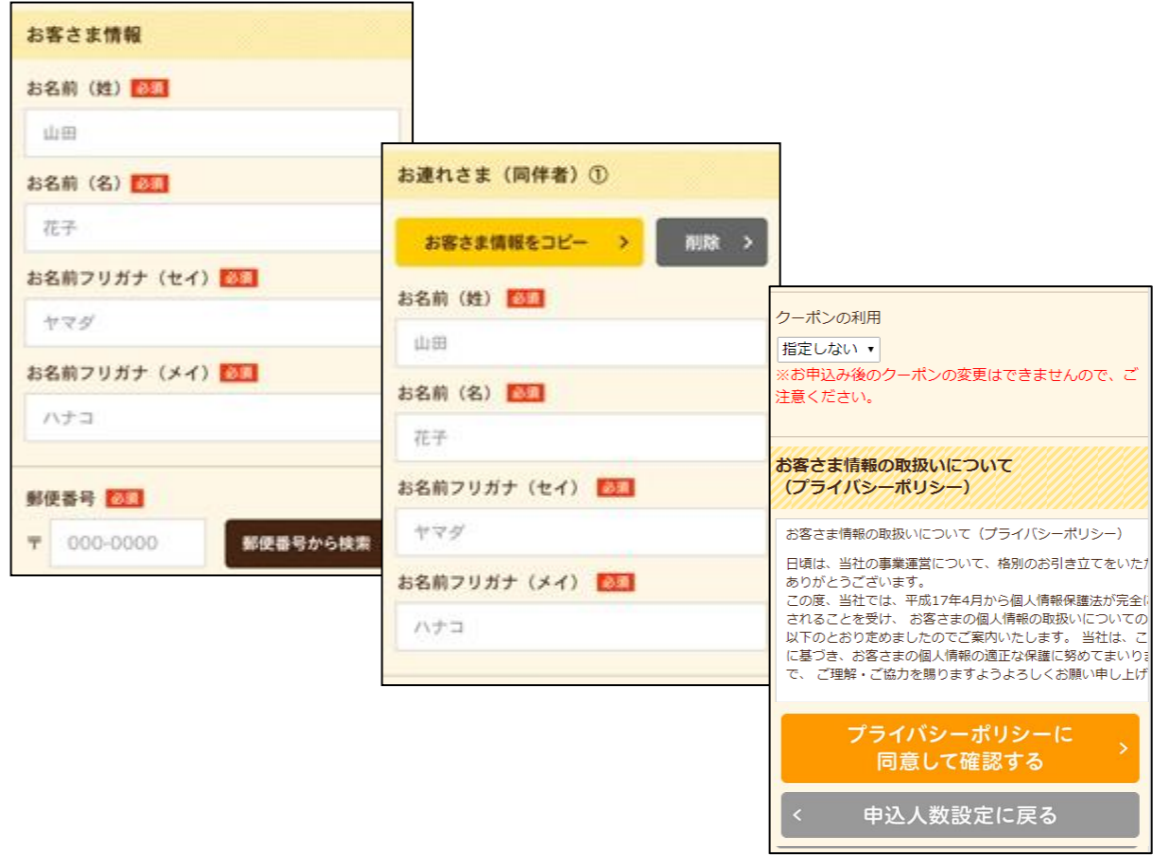 お客さま情報
お名前（姓） 必須
山田
お名前（名） 必須
花子
お名前フリガナ（セイ） 必須
ヤマダ
お名前フリガナ（メイ） 必須
ハナコ
郵便番号 必須
〒 000-0000 郵便番号から検索
お連れさま（同伴者）①
お客さま情報をコピー > 削除 >
お名前（姓） 必須
山田
お名前（名） 必須
花子
お名前フリガナ（セイ） 必須
ヤマダ
お名前フリガナ（メイ） 必須
ハナコ
クーポンの利用
指定しない ▼
※お申込み後のクーポンの変更はできませんので、ご
注意ください。
お客さま情報の取扱いについて
（プライバシーポリシー）
お客さま情報の取扱いについて（プライバシーポリシー）
日頃は、当社の事業運営について、格別のお引き立てをいた
ありがとうございます。
この度、当社では、平成17年4月から個人情報保護法が完全
されることを受け、 お客さまの個人情報の取扱いについての
以下のとおり定めましたのでご案内いたします。 当社は、こ
に基づき、お客さまの個人情報の適正な保護に努めてまいり
で、 ご理解・ご協力を賜りますようよろしくお願い申し上げ
プライバシーポリシーに
同意して確認する >
< 申込人数設定に戻る